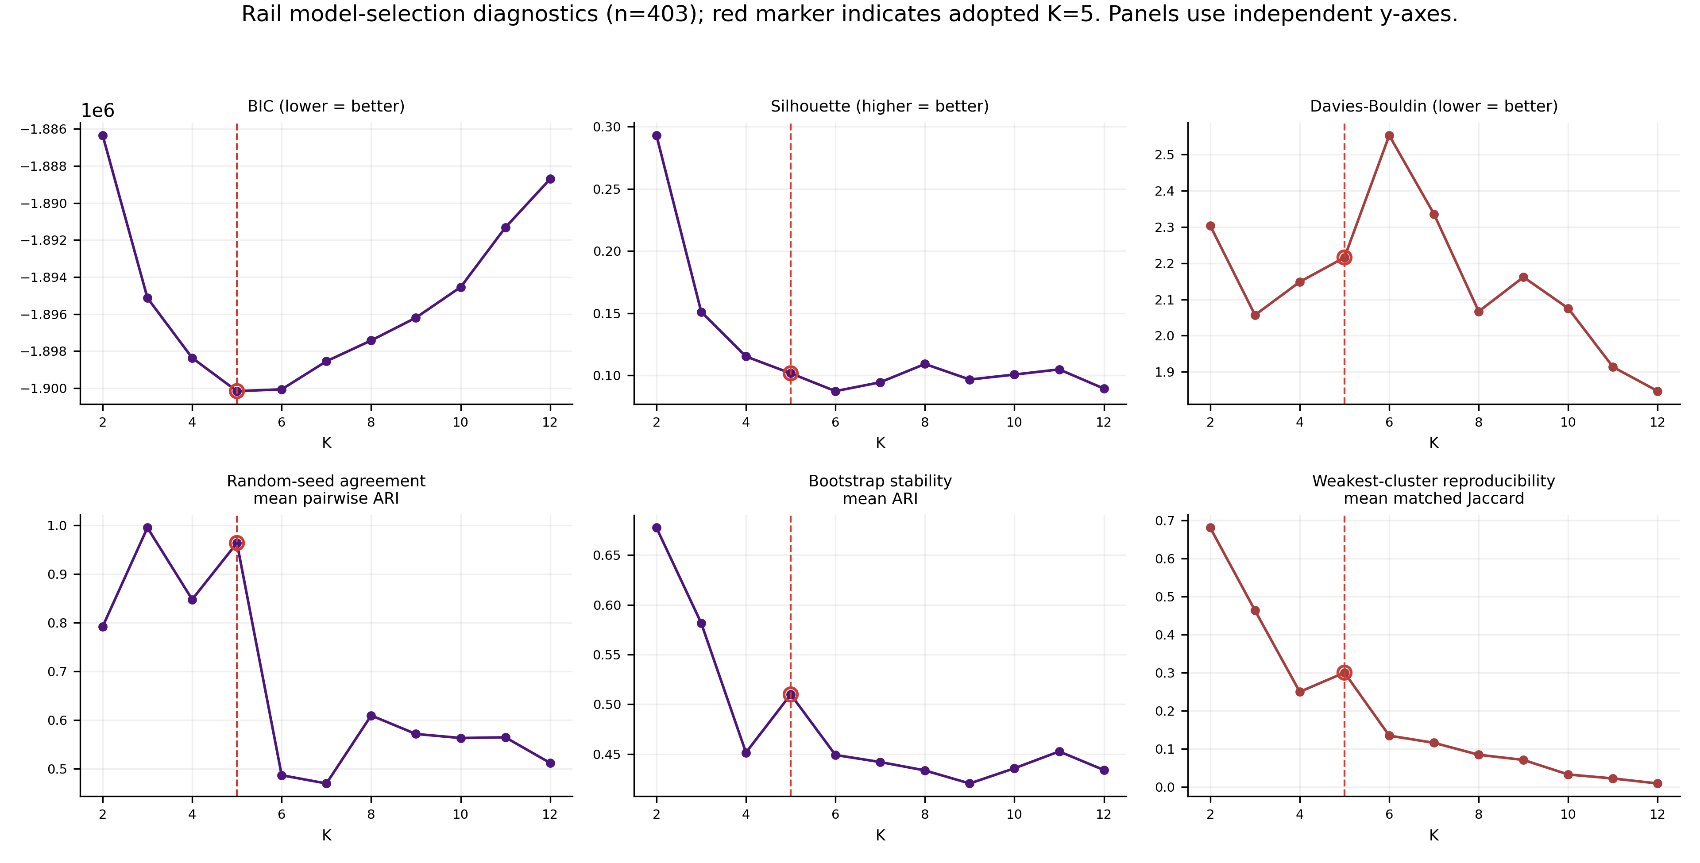 Rail model-selection diagnostics (n=403); red marker indicates adopted K=5. Panels use independent y-axes.
1e6
BIC (lower = better)
−1.886
−1.888
−1.890
−1.892
−1.894
−1.896
−1.898
−1.900
2 4 6 8 10 12
K
Silhouette (higher = better)
0.30
0.25
0.20
0.15
0.10
2 4 6 8 10 12
K
Davies-Bouldin (lower = better)
2.5
2.4
2.3
2.2
2.1
2.0
1.9
2 4 6 8 10 12
K
Random-seed agreement
mean pairwise ARI
1.0
0.9
0.8
0.7
0.6
0.5
2 4 6 8 10 12
K
Bootstrap stability
mean ARI
0.65
0.60
0.55
0.50
0.45
2 4 6 8 10 12
K
Weakest-cluster reproducibility
mean matched Jaccard
0.7
0.6
0.5
0.4
0.3
0.2
0.1
0.0
2 4 6 8 10 12
K